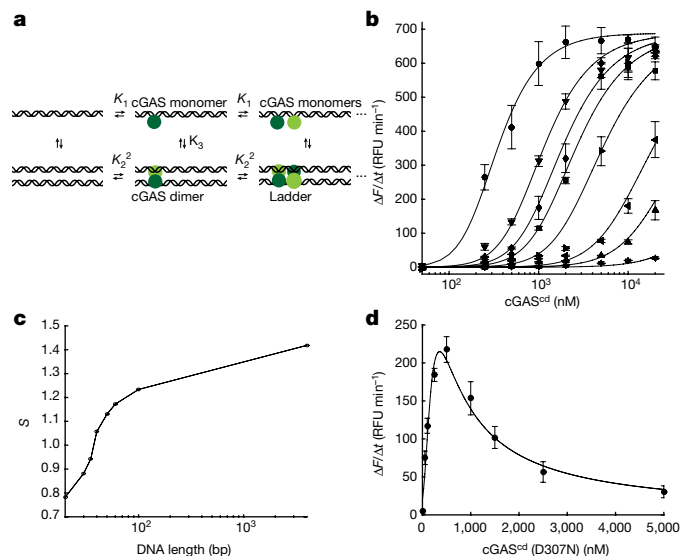 a
K₁ cGAS monomer K₁ cGAS monomers
K₃
...
K₂² K₂²
...
cGAS dimer Ladder
b
700
600
500
400
300
200
100
0
ΔF/Δt (RFU min⁻¹)
10² 10³ 10⁴
cGASᶜᵈ (nM)
c
1.5
1.4
1.3
1.2
1.1
1.0
0.9
0.8
0.7
S
10² 10³
DNA length (bp)
d
250
200
150
100
50
0
ΔF/Δt (RFU min⁻¹)
0 1,000 2,000 3,000 4,000 5,000
cGASᶜᵈ (D307N) (nM)